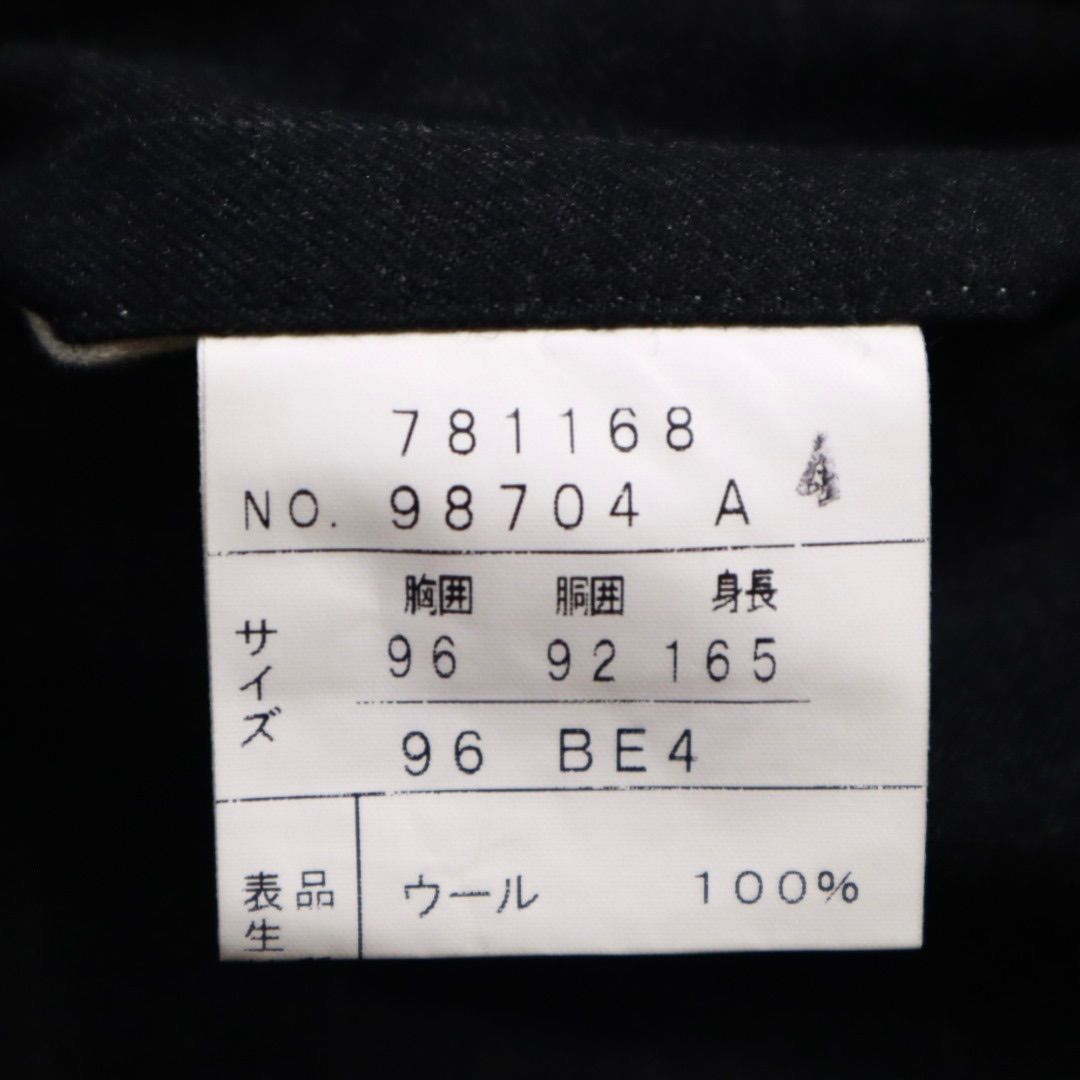 781168
NO. 98704 A 4
胸囲 胴囲 身長
サイズ
96 92 165
96 BE4
表 品
ウール 100%
生